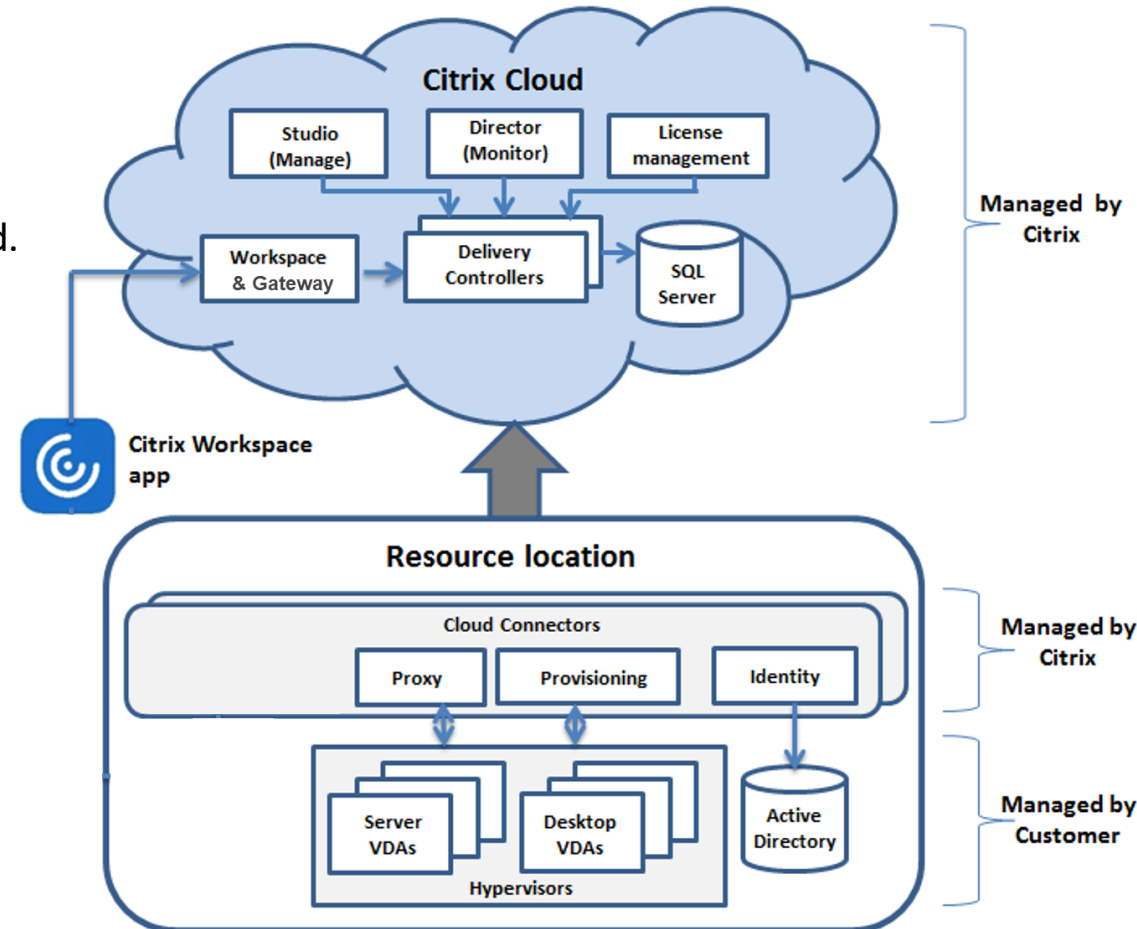 Citrix Cloud
Studio
(Manage)
Director
(Monitor)
License
management
Managed by
Citrix
d.
Workspace
& Gateway
Delivery
Controllers
SQL
Server
Citrix Workspace
app
Resource location
Cloud Connectors
Proxy
Provisioning
Identity
Managed by
Citrix
Server
VDAs
Desktop
VDAs
Hypervisors
Active
Directory
Managed by
Customer